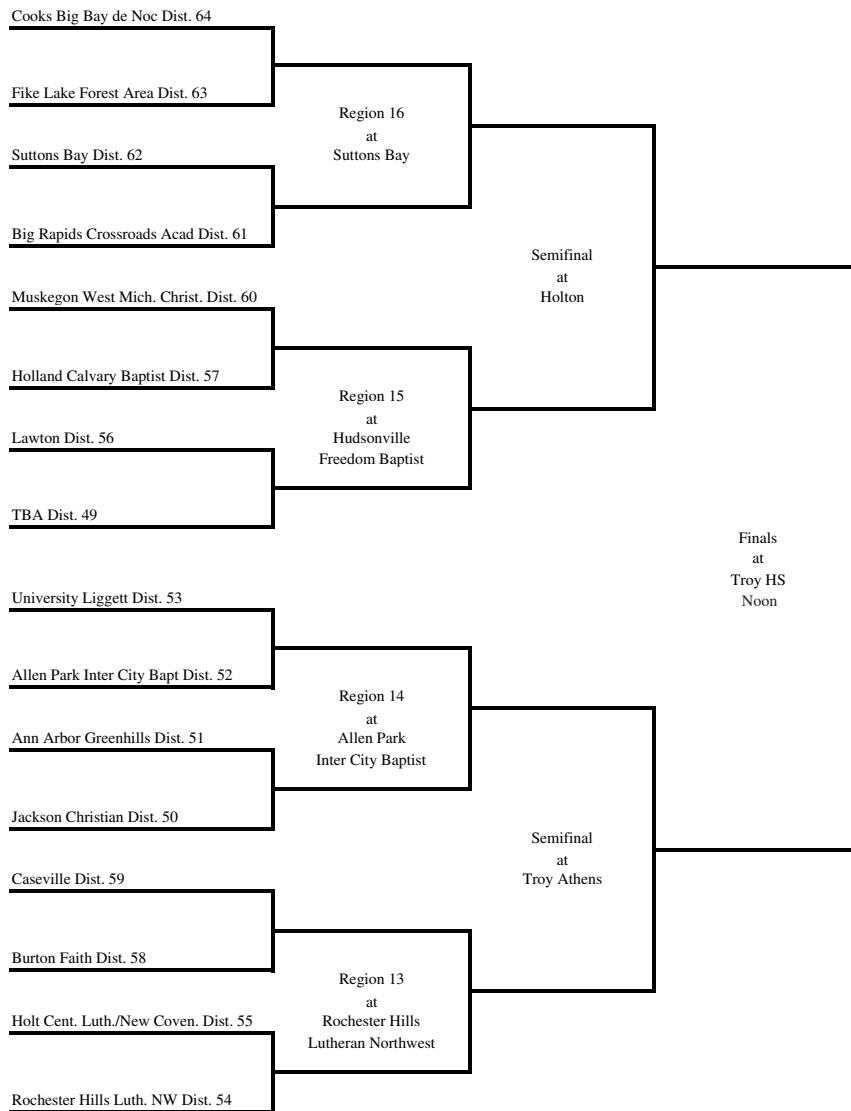 Cooks Big Bay de Noc Dist. 64
Fike Lake Forest Area Dist. 63
Region 16
at
Suttons Bay
Suttons Bay Dist. 62
Big Rapids Crossroads Acad Dist. 61
Semifinal
at
Holton
Muskegon West Mich. Christ. Dist. 60
Holland Calvary Baptist Dist. 57
Region 15
at
Hudsonville
Freedom Baptist
Lawton Dist. 56
TBA Dist. 49
Finals
at
Troy HS
Noon
University Liggett Dist. 53
Allen Park Inter City Bapt Dist. 52
Region 14
at
Allen Park
Inter City Baptist
Ann Arbor Greenhills Dist. 51
Jackson Christian Dist. 50
Semifinal
at
Troy Athens
Caseville Dist. 59
Burton Faith Dist. 58
Region 13
at
Rochester Hills
Lutheran Northwest
Holt Cent. Luth./New Coven. Dist. 55
Rochester Hills Luth. NW Dist. 54